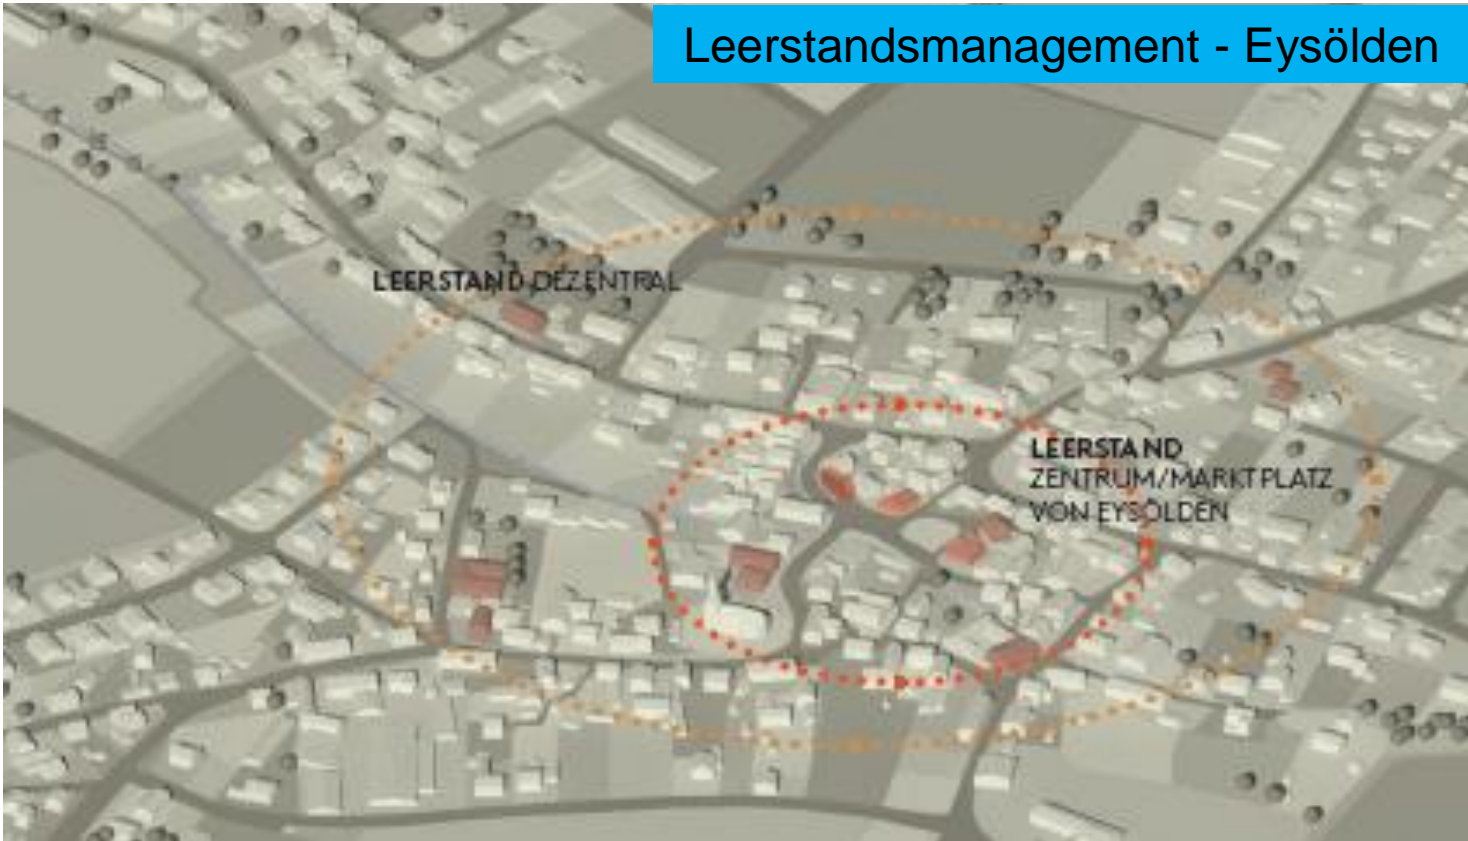 Leerstandsmanagement - Eysölden
LEERSTAND DEZENTRAL
LEERSTAND
ZENTRUM/MARKTPLATZ
VON EYSÖLDEN